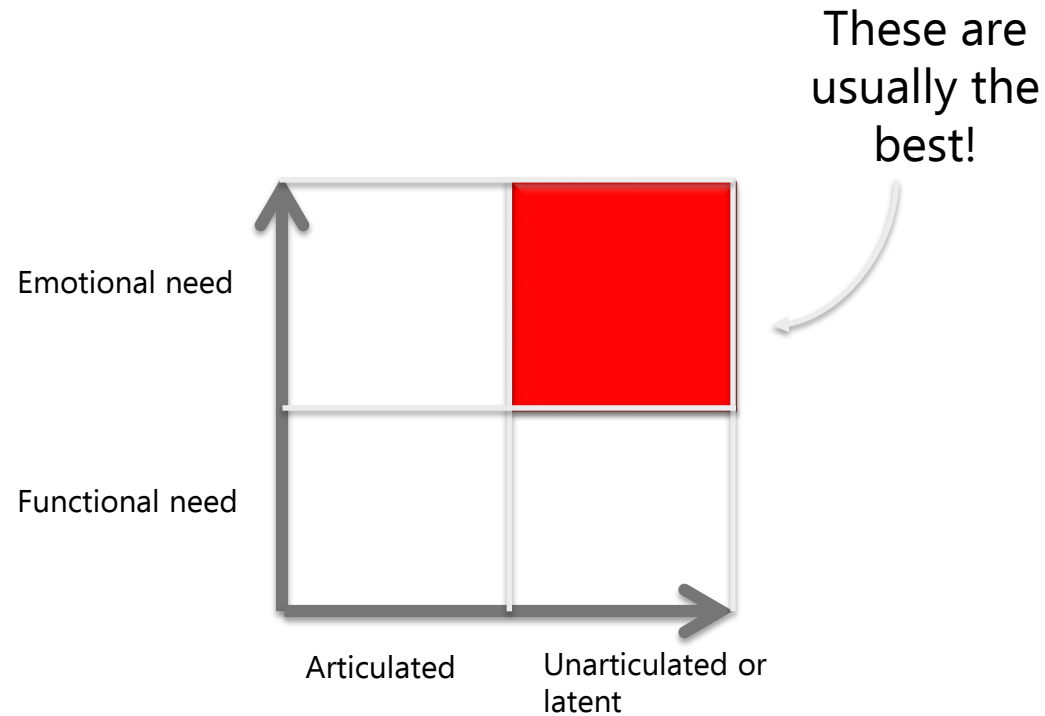 These are
usually the
best!
Emotional need
Functional need
Articulated
Unarticulated or
latent